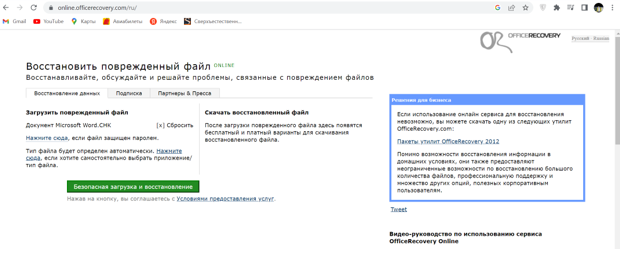 online.officerecovery.com/ru/
Gmail YouTube Карты Авиабилеты Яндекс Сверхъестественн...
OFFICERECOVERY
Русский
Восстановить поврежденный файл ONLINE
Восстанавливайте, обсуждайте и решайте проблемы, связанные с повреждением файлов
Восстановление данных Подписка Партнеры & Пресса
Загрузить поврежденный файл
Документ Microsoft Word.CHK [x] Сбросить
Нажмите сюда, если файл защищен паролем.
Тип файла будет определен автоматически. Нажмите
сюда, если хотите самостоятельно выбрать приложение/
тип файла.
Скачать восстановленный файл
После загрузки поврежденного файла здесь появятся
бесплатный и платный варианты для скачивания
восстановленного файла.
Безопасная загрузка и восстановление
Нажав на кнопку, вы соглашаетесь с Условиями предоставления услуг.
Решения для бизнеса
Если использование онлайн сервиса для восстановления
невозможно, вы можете скачать одну из следующих утилит
OfficeRecovery.com:
Пакеты утилит OfficeRecovery 2012
Помимо возможности восстановления информации в
домашних условиях, они также предоставляют
неограниченные возможности по восстановлению большого
количества файлов, профессиональную поддержку и
множество других опций, полезных корпоративным
пользователям.
Tweet
Видео-руководство по использованию сервиса
OfficeRecovery Online